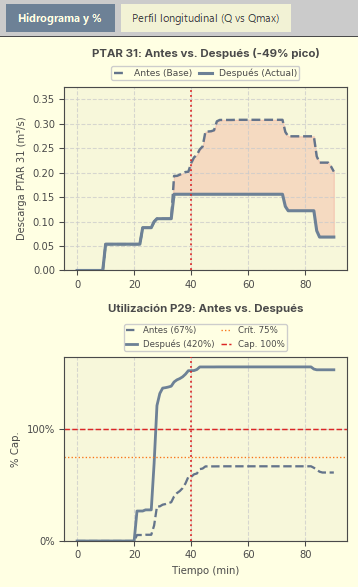 Hidrograma y %
Perfil longitudinal (Q vs Qmax)
PTAR 31: Antes vs. Después (-49% pico)
Antes (Base)
Después (Actual)
Descarga PTAR 31 (m³/s)
0.35
0.30
0.25
0.20
0.15
0.10
0.05
0.00
0 20 40 60 80
Utilización P29: Antes vs. Después
Antes (67%)
Crít. 75%
Después (420%)
Cap. 100%
% Cap.
100%
0%
0 20 40 60 80
Tiempo (min)